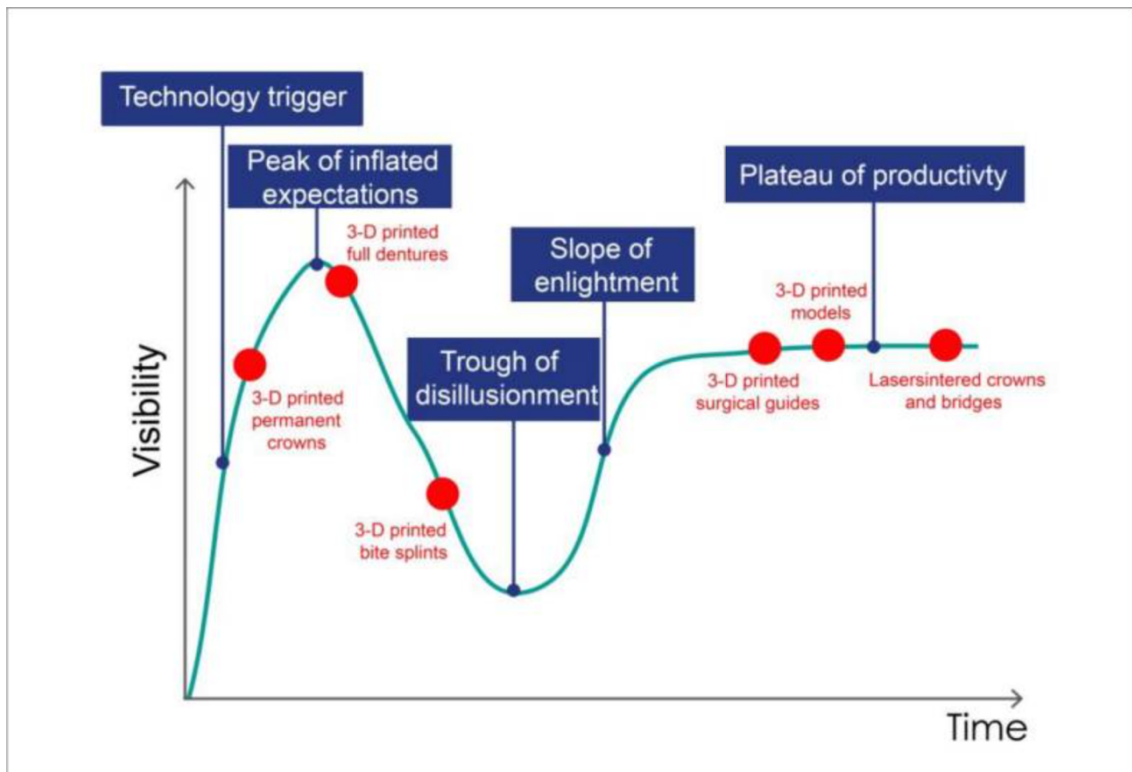 Technology trigger
Peak of inflated
expectations
3-D printed
full dentures
Plateau of productivty
Slope of
enlightment
3-D printed
models
Trough of
disillusionment
3-D printed
permanent
crowns
3-D printed
surgical guides
Lasersintered crowns
and bridges
3-D printed
bite splints
Visibility
Time